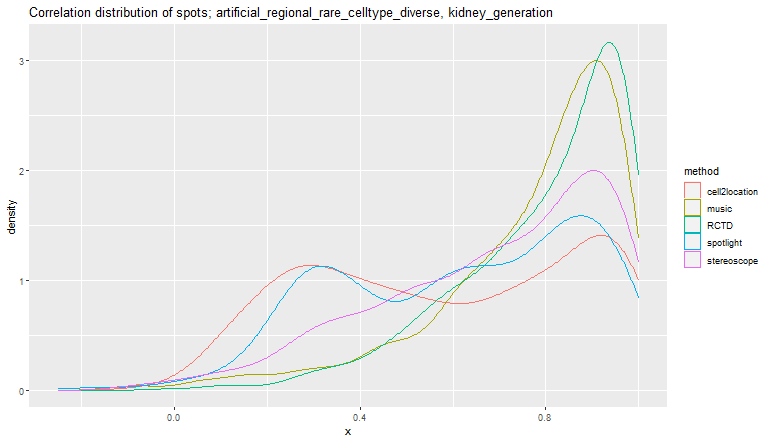 Correlation distribution of spots; artificial_regional_rare_celltype_diverse, kidney_generation
3
2
1
0
density
0.0 0.4 0.8
x
method
cell2location
music
RCTD
spotlight
stereoscope